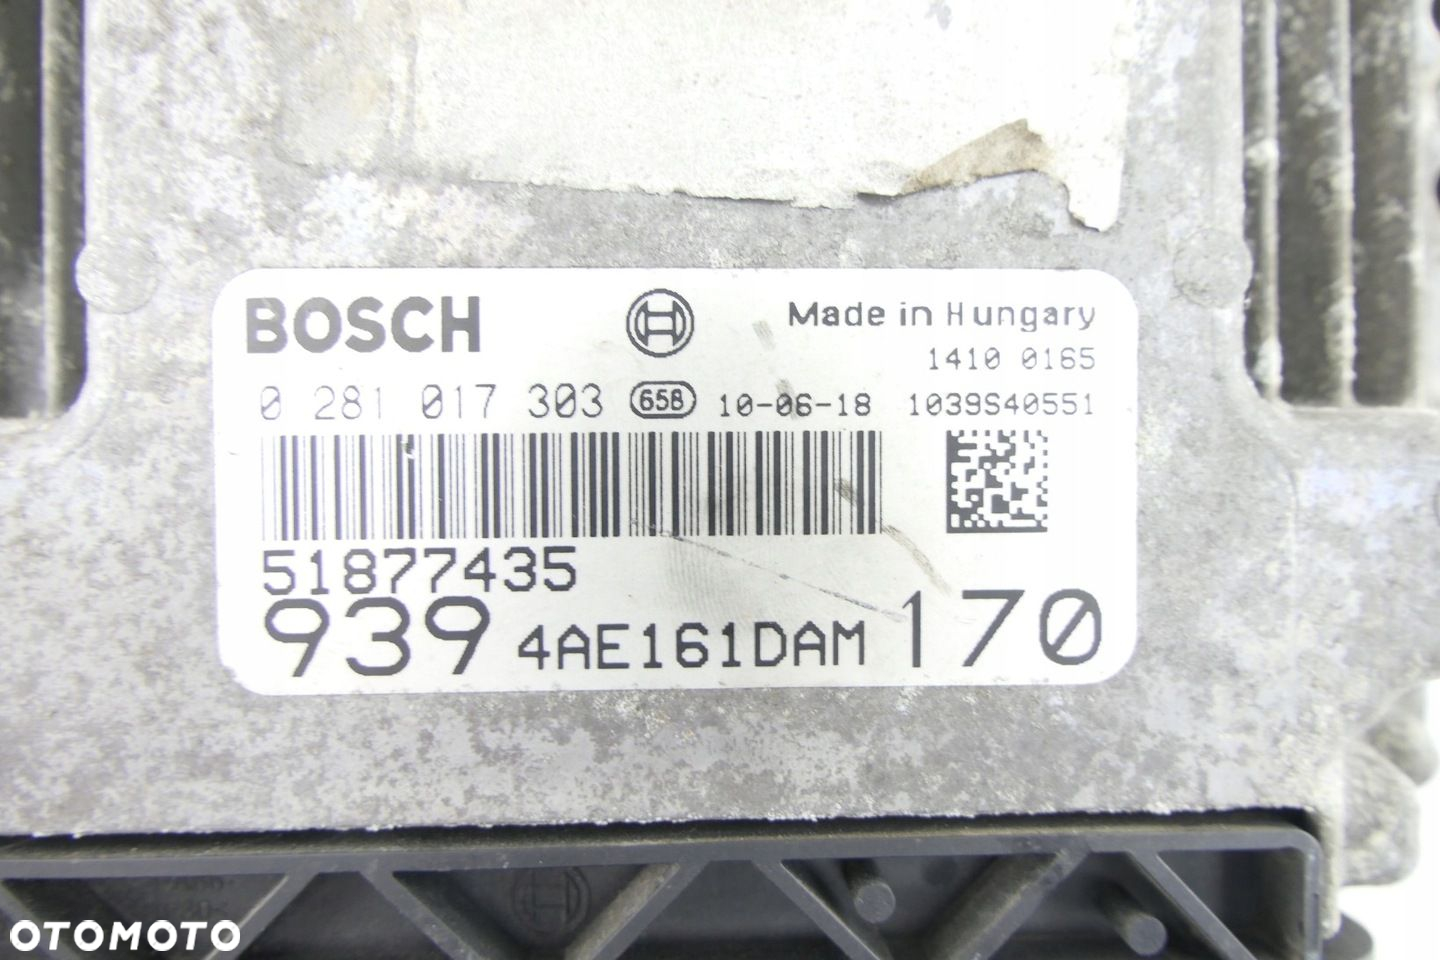 BOSCH
Made in Hungary
1410 0165
0 281 017 303 658 10-06-18 1039S40551
51877435
939 4AE161DAM 170
OTOMOTO